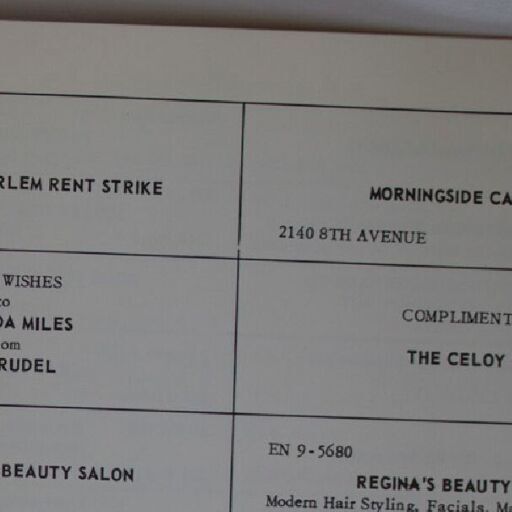 RLEM RENT STRIKE
MORNINGSIDE CA
2140 8TH AVENUE
WISHES
to
DA MILES
om
RUDEL
COMPLIMENT
THE CELOY
BEAUTY SALON
EN 9-5680
REGINA'S BEAUTY
Modern Hair Styling, Facials, M